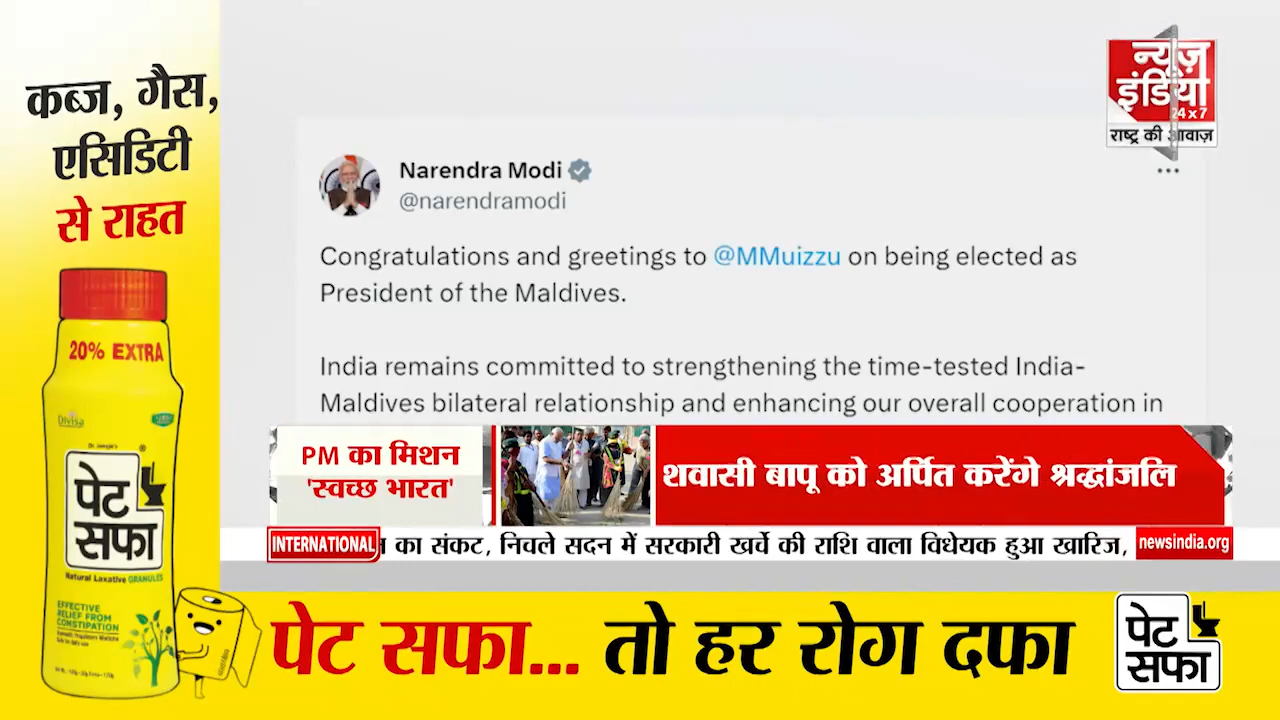 कब्ज, गैस,
एसिडिटी
से राहत
20% EXTRA
Divisa
Dr. Juneja's
पेट
सफा
Natural Laxative GRANULES
EFFECTIVE
RELIEF FROM
CONSTIPATION
न्यूज़
इंडिया
24x7
राष्ट्र की आवाज़
Narendra Modi
@narendramodi
Congratulations and greetings to @MMuizzu on being elected as
President of the Maldives.
India remains committed to strengthening the time-tested India-
Maldives bilateral relationship and enhancing our overall cooperation in
PM का मिशन
'स्वच्छ भारत'
शवासी बापू को अर्पित करेंगे श्रद्धांजलि
INTERNATIONAL
का संकट, निचले सदन में सरकारी खर्चे की राशि वाला विधेयक हुआ खारिज,
newsindia.org
पेट सफा... तो हर रोग दफा
पेट
सफा